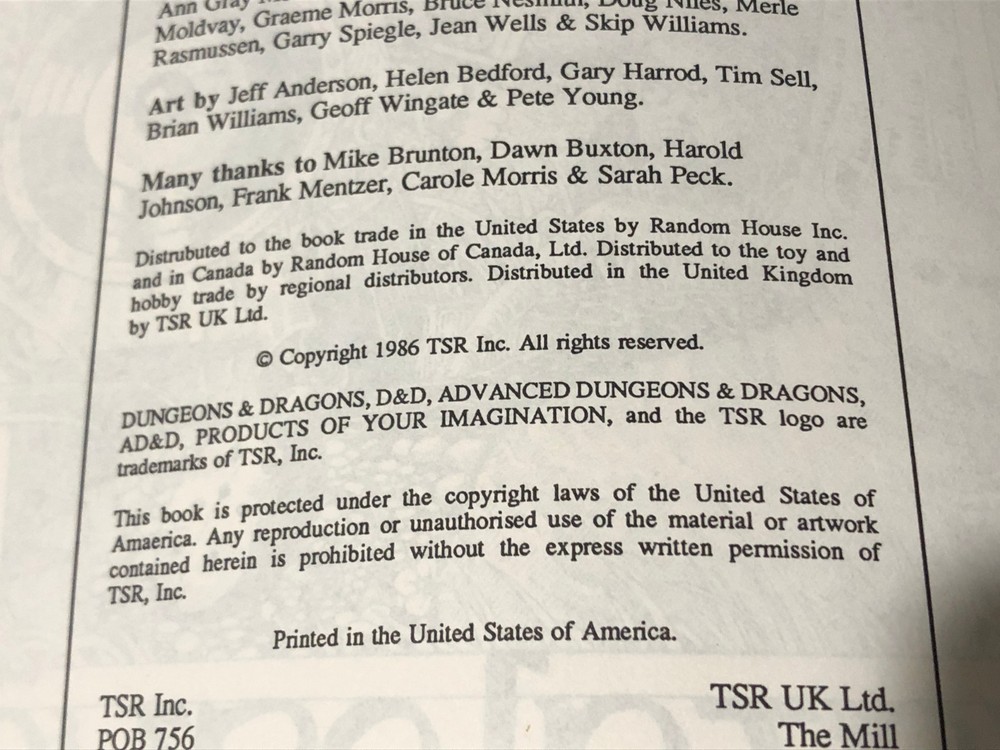 Ann Gray
Moldvay, Graeme Morris, Bruce Nesmith, Doug Niles, Merle
Rasmussen, Garry Spiegle, Jean Wells & Skip Williams.
Art by Jeff Anderson, Helen Bedford, Gary Harrod, Tim Sell,
Brian Williams, Geoff Wingate & Pete Young.
Many thanks to Mike Brunton, Dawn Buxton, Harold
Johnson, Frank Mentzer, Carole Morris & Sarah Peck.
Distrubuted to the book trade in the United States by Random House Inc.
and in Canada by Random House of Canada, Ltd. Distributed to the toy and
hobby trade by regional distributors. Distributed in the United Kingdom
by TSR UK Ltd.
© Copyright 1986 TSR Inc. All rights reserved.
DUNGEONS & DRAGONS, D&D, ADVANCED DUNGEONS & DRAGONS,
AD&D, PRODUCTS OF YOUR IMAGINATION, and the TSR logo are
trademarks of TSR, Inc.
This book is protected under the copyright laws of the United States of
Amaerica. Any reproduction or unauthorised use of the material or artwork
contained herein is prohibited without the express written permission of
TSR, Inc.
Printed in the United States of America.
TSR Inc.
POB 756
TSR UK Ltd.
The Mill